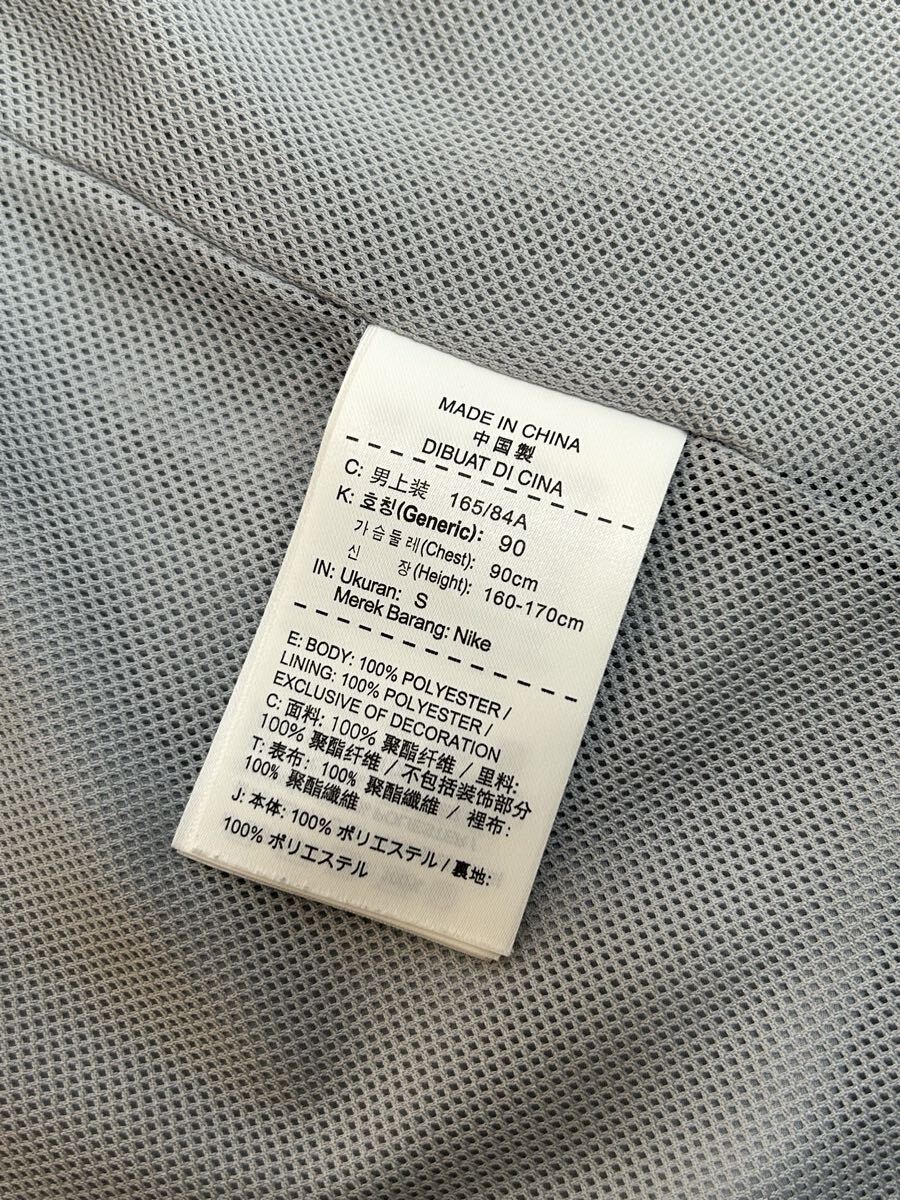 MADE IN CHINA
中国製
DIBUAT DI CINA
C: 男上装 165/84A
K: 호칭(Generic): 90
가슴둘레(Chest): 90cm
신 장(Height): 160-170cm
IN: Ukuran: S
Merek Barang: Nike
E: BODY: 100% POLYESTER /
LINING: 100% POLYESTER /
EXCLUSIVE OF DECORATION
C: 面料: 100% 聚酯纤维 / 里料:
100% 聚酯纤维 / 不包括装饰部分
T: 表布: 100% 聚酯纖維 / 裡布:
100% 聚酯纖維
J: 本体: 100% ポリエステル / 裏地:
100% ポリエステル